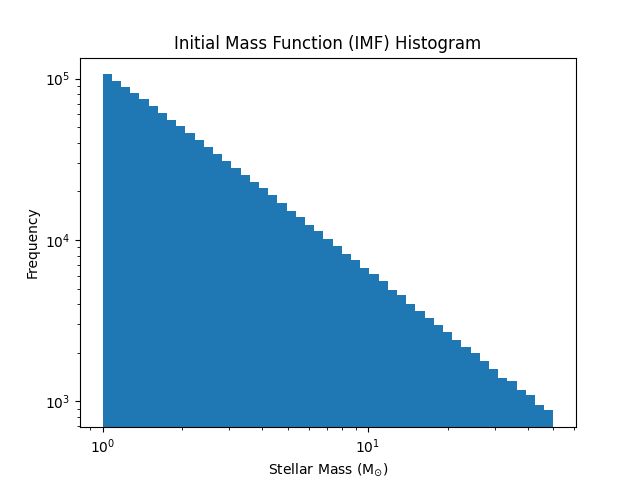 Initial Mass Function (IMF) Histogram
10⁵
10⁴
10³
Frequency
10⁰ 10¹
Stellar Mass (M☉)